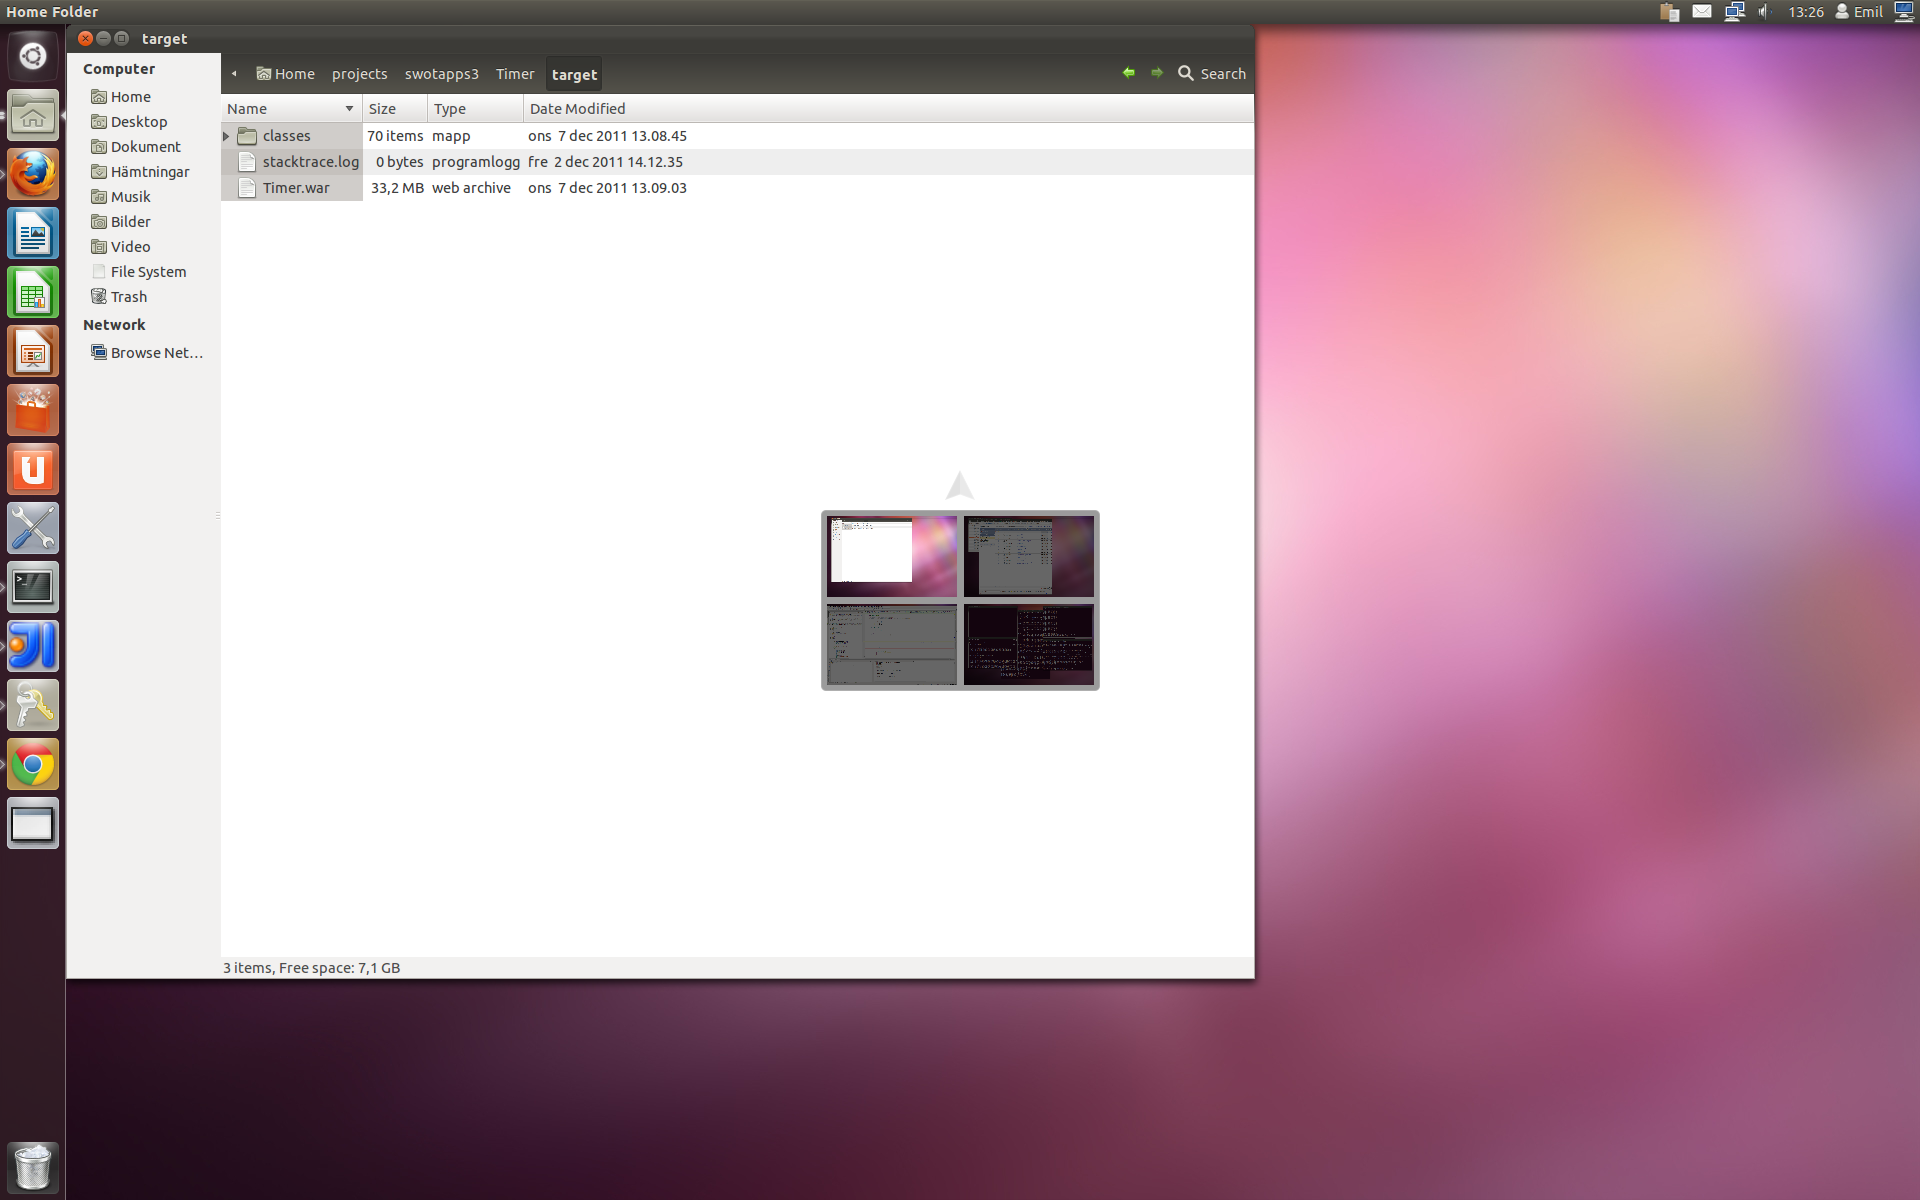 Home Folder
13:26 Emil
target
Computer
Home
Desktop
Dokument
Hämtningar
Musik
Bilder
Video
File System
Trash
Network
Browse Net...
Home projects swotapps3 Timer target Search
Name Size Type Date Modified
classes 70 items mapp ons 7 dec 2011 13.08.45
stacktrace.log 0 bytes programlogg fre 2 dec 2011 14.12.35
Timer.war 33,2 MB web archive ons 7 dec 2011 13.09.03
3 items, Free space: 7,1 GB